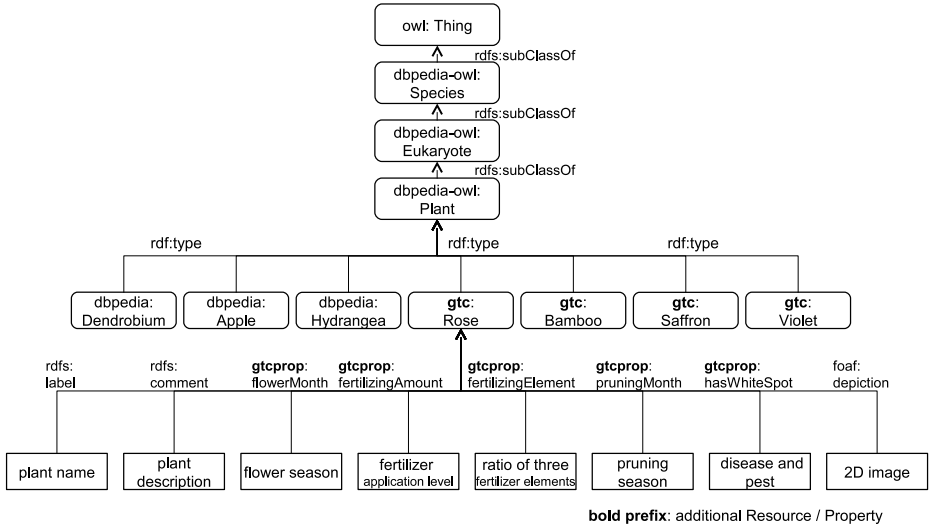 owl: Thing
rdfs:subClassOf
dbpedia-owl:
Species
rdfs:subClassOf
dbpedia-owl:
Eukaryote
rdfs:subClassOf
dbpedia-owl:
Plant
rdf:type rdf:type rdf:type
dbpedia: dbpedia: dbpedia: gtc: gtc: gtc: gtc:
Dendrobium Apple Hydrangea Rose Bamboo Saffron Violet
rdfs: rdfs: gtcprop: gtcprop: gtcprop: gtcprop: gtcprop: foaf:
label comment flowerMonth fertilizingAmount fertilizingElement pruningMonth hasWhiteSpot depiction
plant name
plant
description
flower season
fertilizer
application level
ratio of three
fertilizer elements
pruning
season
disease and
pest
2D image
bold prefix: additional Resource / Property